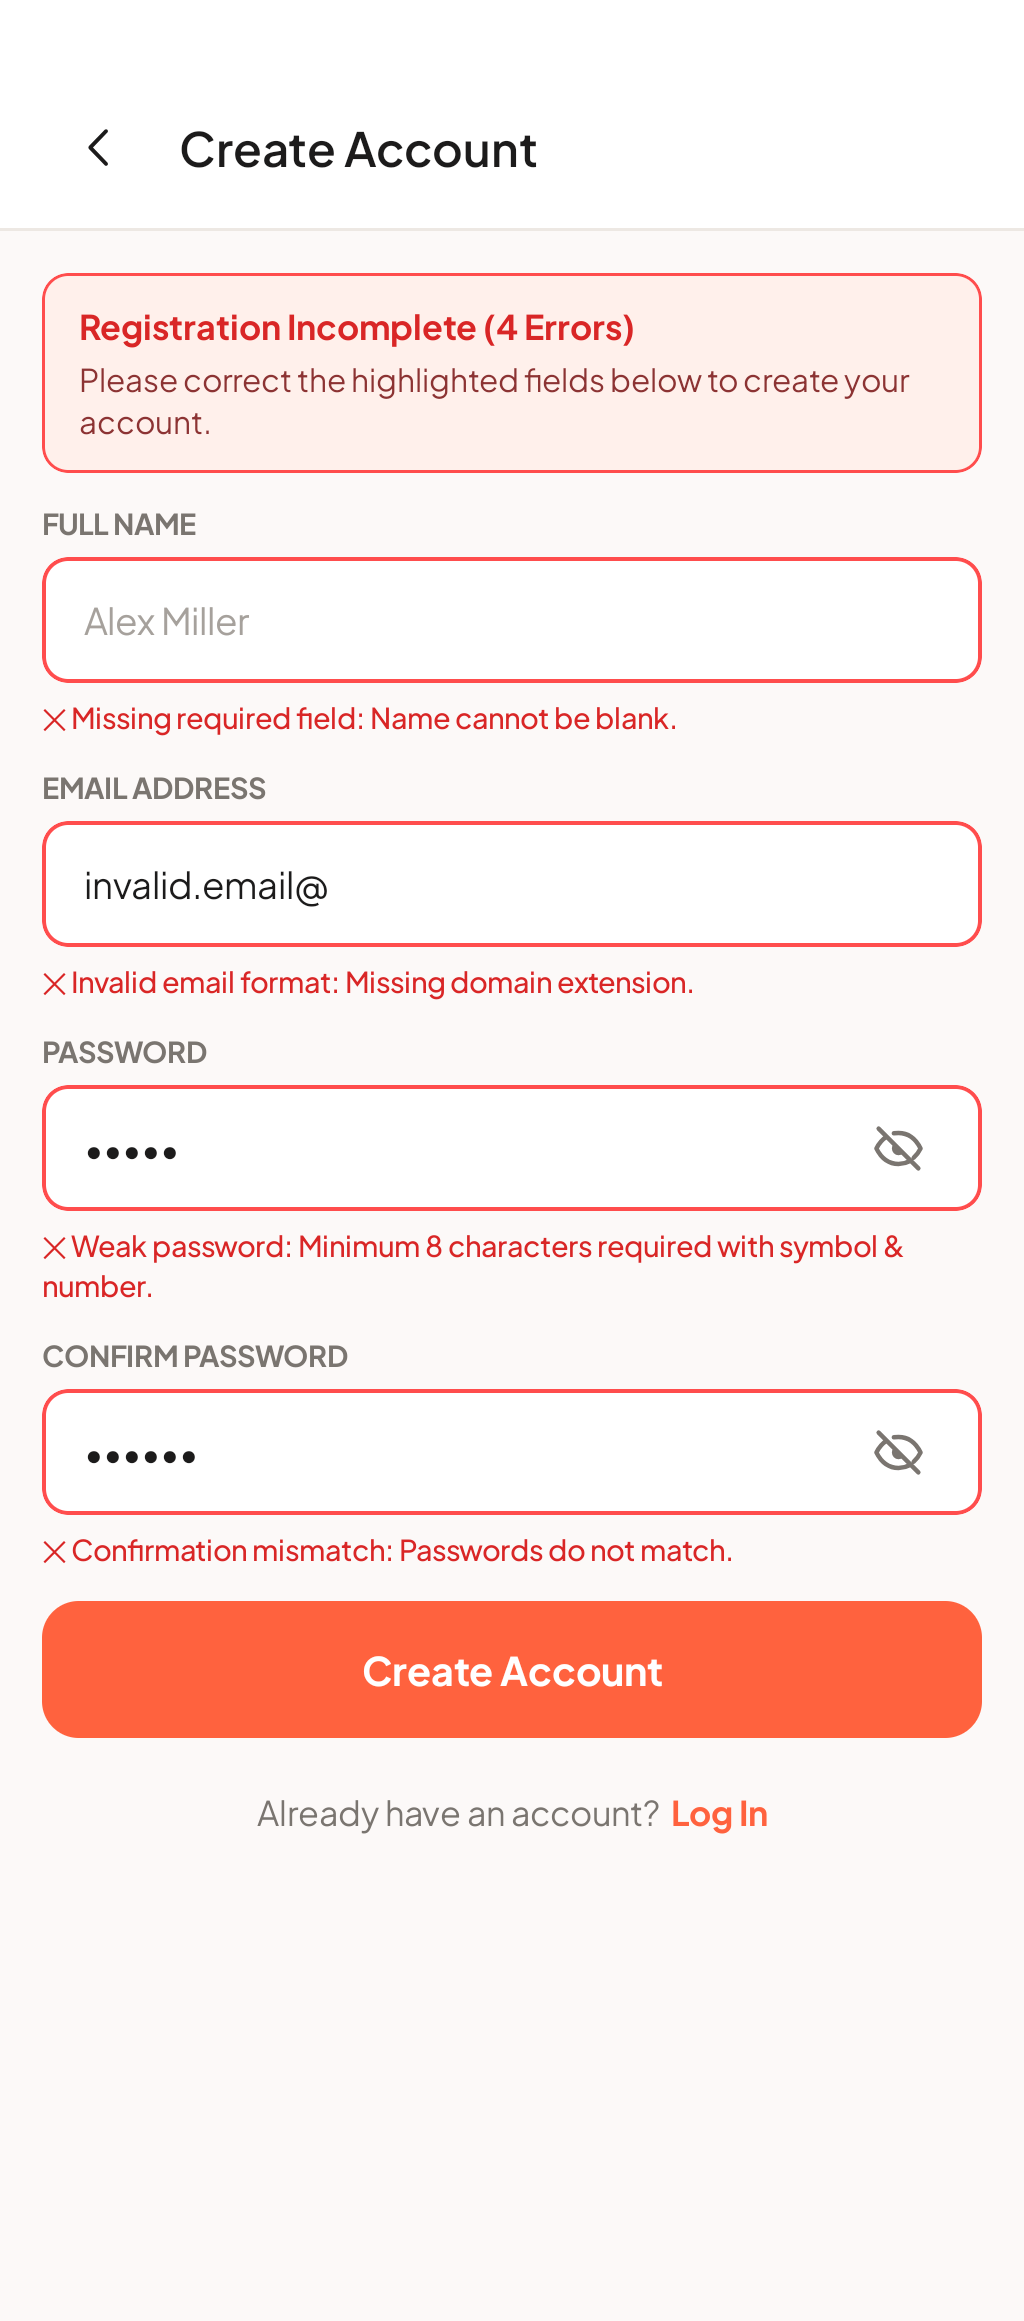 Create Account
Registration Incomplete (4 Errors)
Please correct the highlighted fields below to create your
account.
FULL NAME
Alex Miller
Missing required field: Name cannot be blank.
EMAIL ADDRESS
invalid.email@
Invalid email format: Missing domain extension.
PASSWORD
•••••
Weak password: Minimum 8 characters required with symbol &
number.
CONFIRM PASSWORD
••••••
Confirmation mismatch: Passwords do not match.
Create Account
Already have an account? Log In